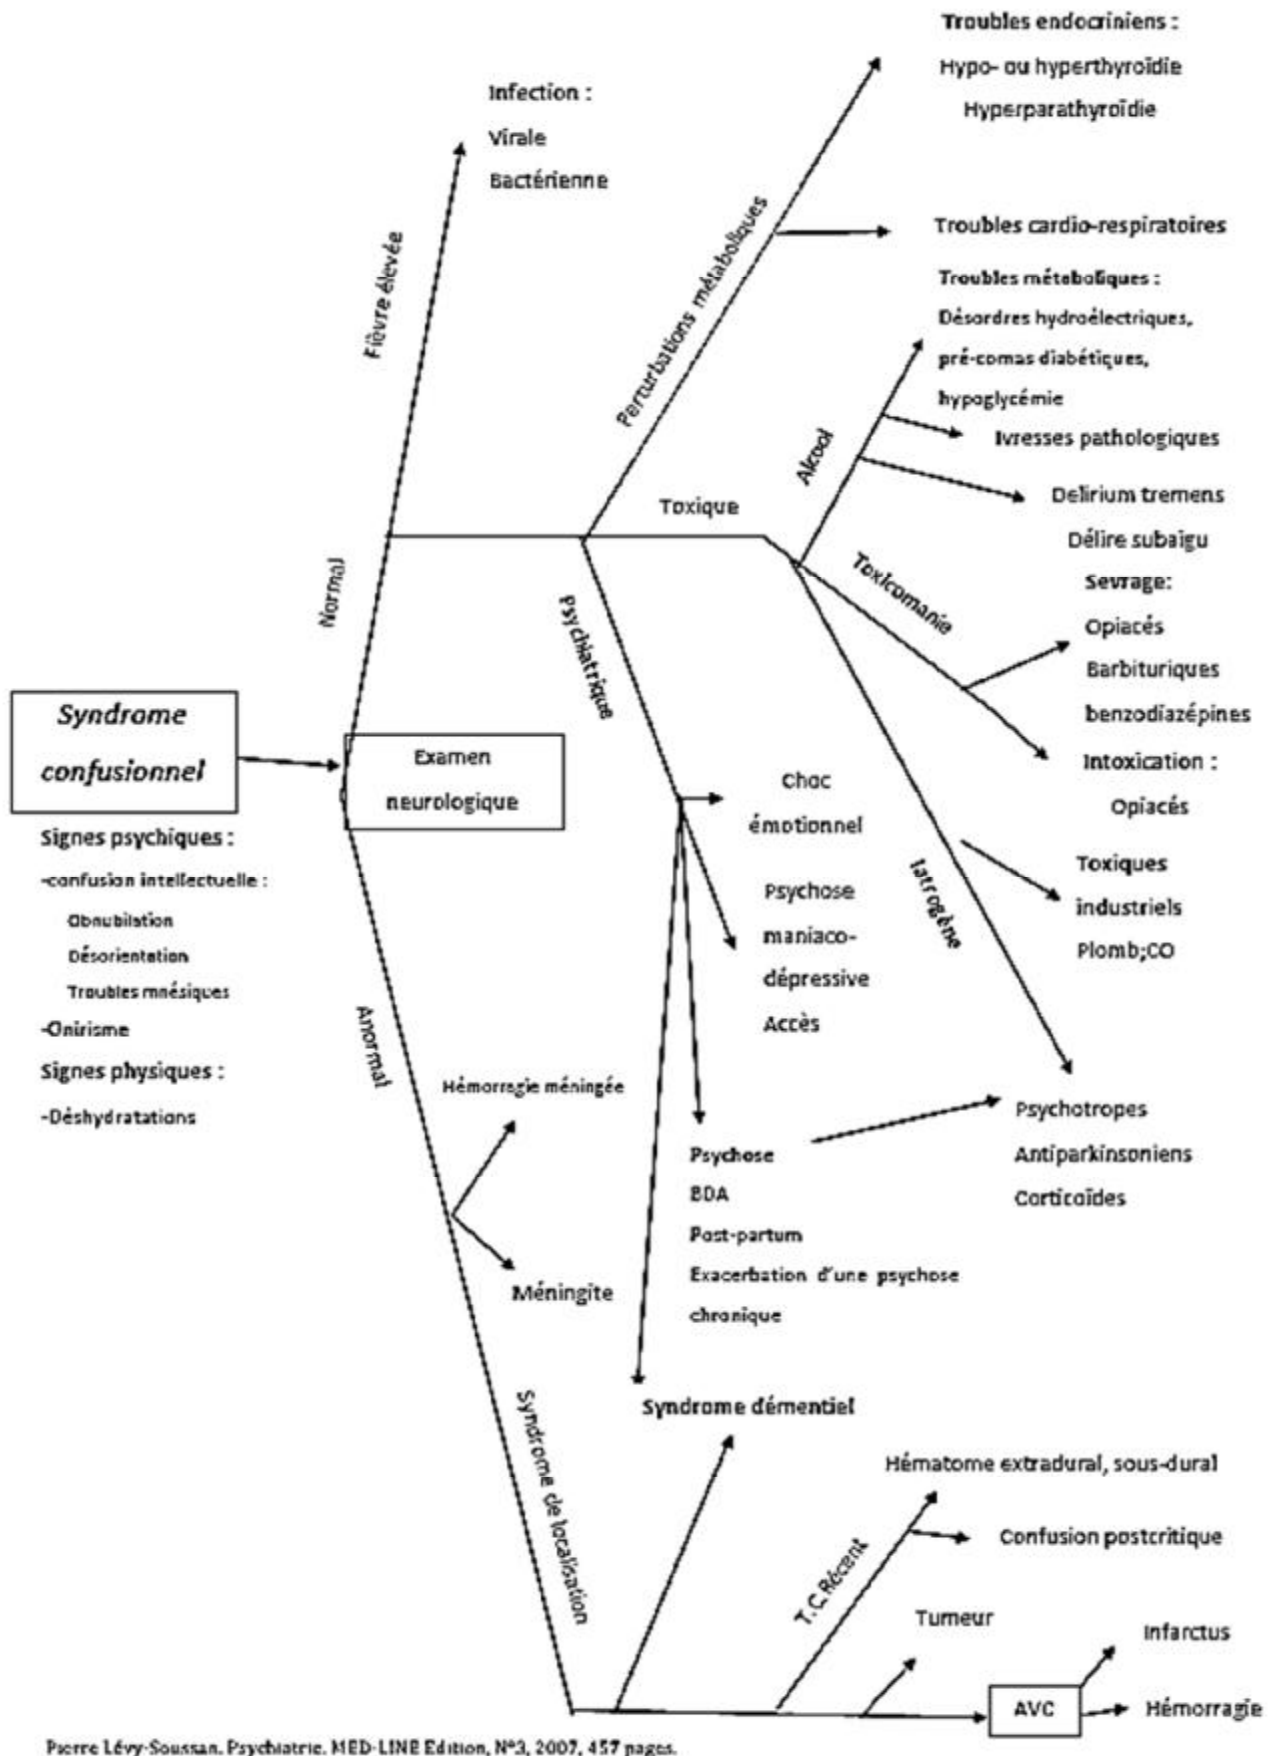 Troubles endocriniens :
Hypo- ou hyperthyroïdie
Hyperparathyroïdie
Infection :
Virale
Bactérienne
Fièvre élevée
Perturbations métaboliques
Troubles cardio-respiratoires
Troubles métaboliques :
Désordres hydroélectriques,
pré-comas diabétiques,
hypoglycémie
Alcool
Ivresses pathologiques
Delirium tremens
Délire subaigu
Toxique
Toxicomanie
Sevrage:
Opiacés
Barbituriques
benzodiazépines
Intoxication :
Opiacés
Normal
Psychiatrique
Syndrome
confusionnel
Examen
neurologique
Signes psychiques :
-confusion intellectuelle :
Obnubilation
Désorientation
Troubles mnésiques
-Onirisme
Signes physiques :
-Déshydratations
Choc
émotionnel
Psychose
maniaco-
dépressive
Accès
Iatrogène
Toxiques
industriels
Plomb;CO
Anormal
Hémorragie méningée
Méningite
Psychose
BDA
Post-partum
Exacerbation d'une psychose
chronique
Psychotropes
Antiparkinsoniens
Corticoïdes
Syndrome démentiel
Syndrome de localisation
Hématome extradural, sous-dural
Confusion postcritique
T.C.Récent
Tumeur
AVC
Infarctus
Hémorragie
Pierre Lévy-Soussan. Psychiatrie. MED-LINE Edition, N°3, 2007, 457 pages.